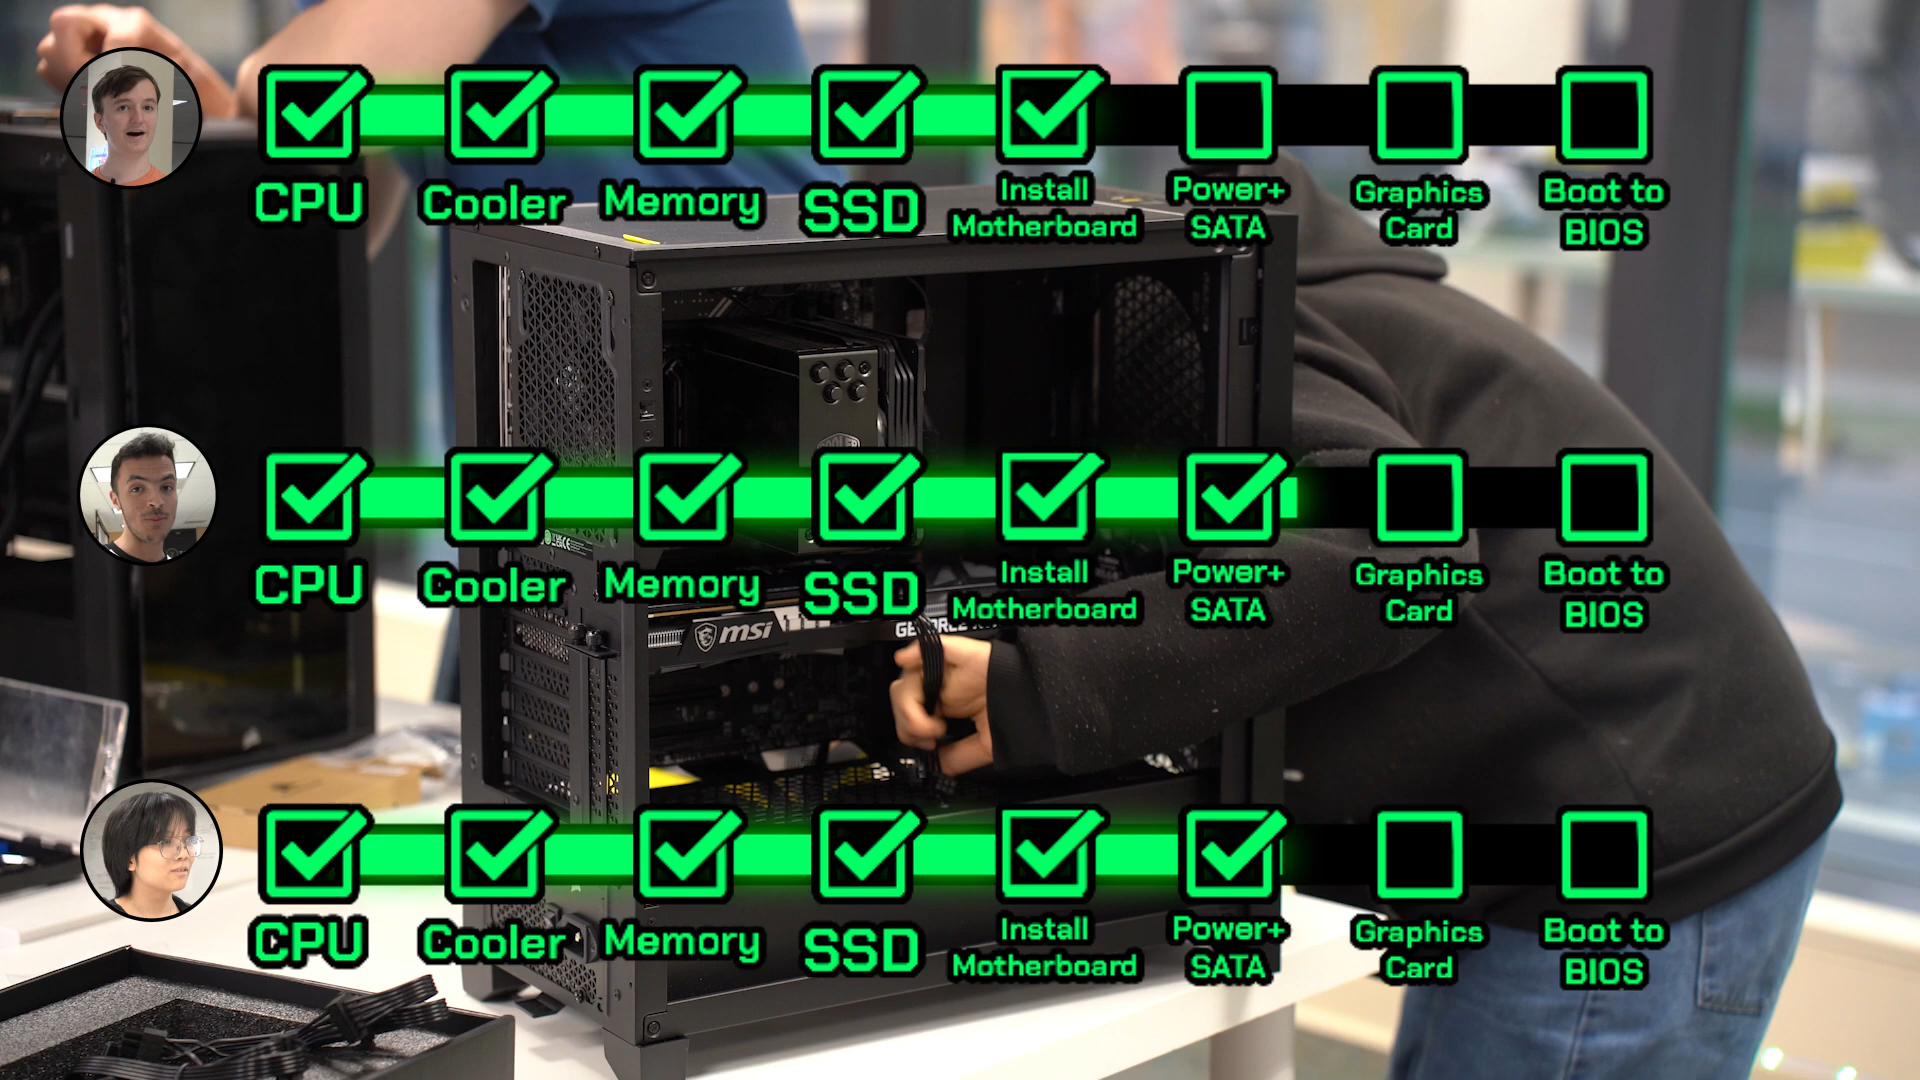 CPU
Cooler
Memory
SSD
Install
Motherboard
Power+
SATA
Graphics
Card
Boot to
BIOS
COOLER
CPU
Cooler
Memory
SSD
Install
Motherboard
Power+
SATA
Graphics
Card
Boot to
BIOS
msi
GEFORCE
CPU
Cooler
Memory
SSD
Install
Motherboard
Power+
SATA
Graphics
Card
Boot to
BIOS